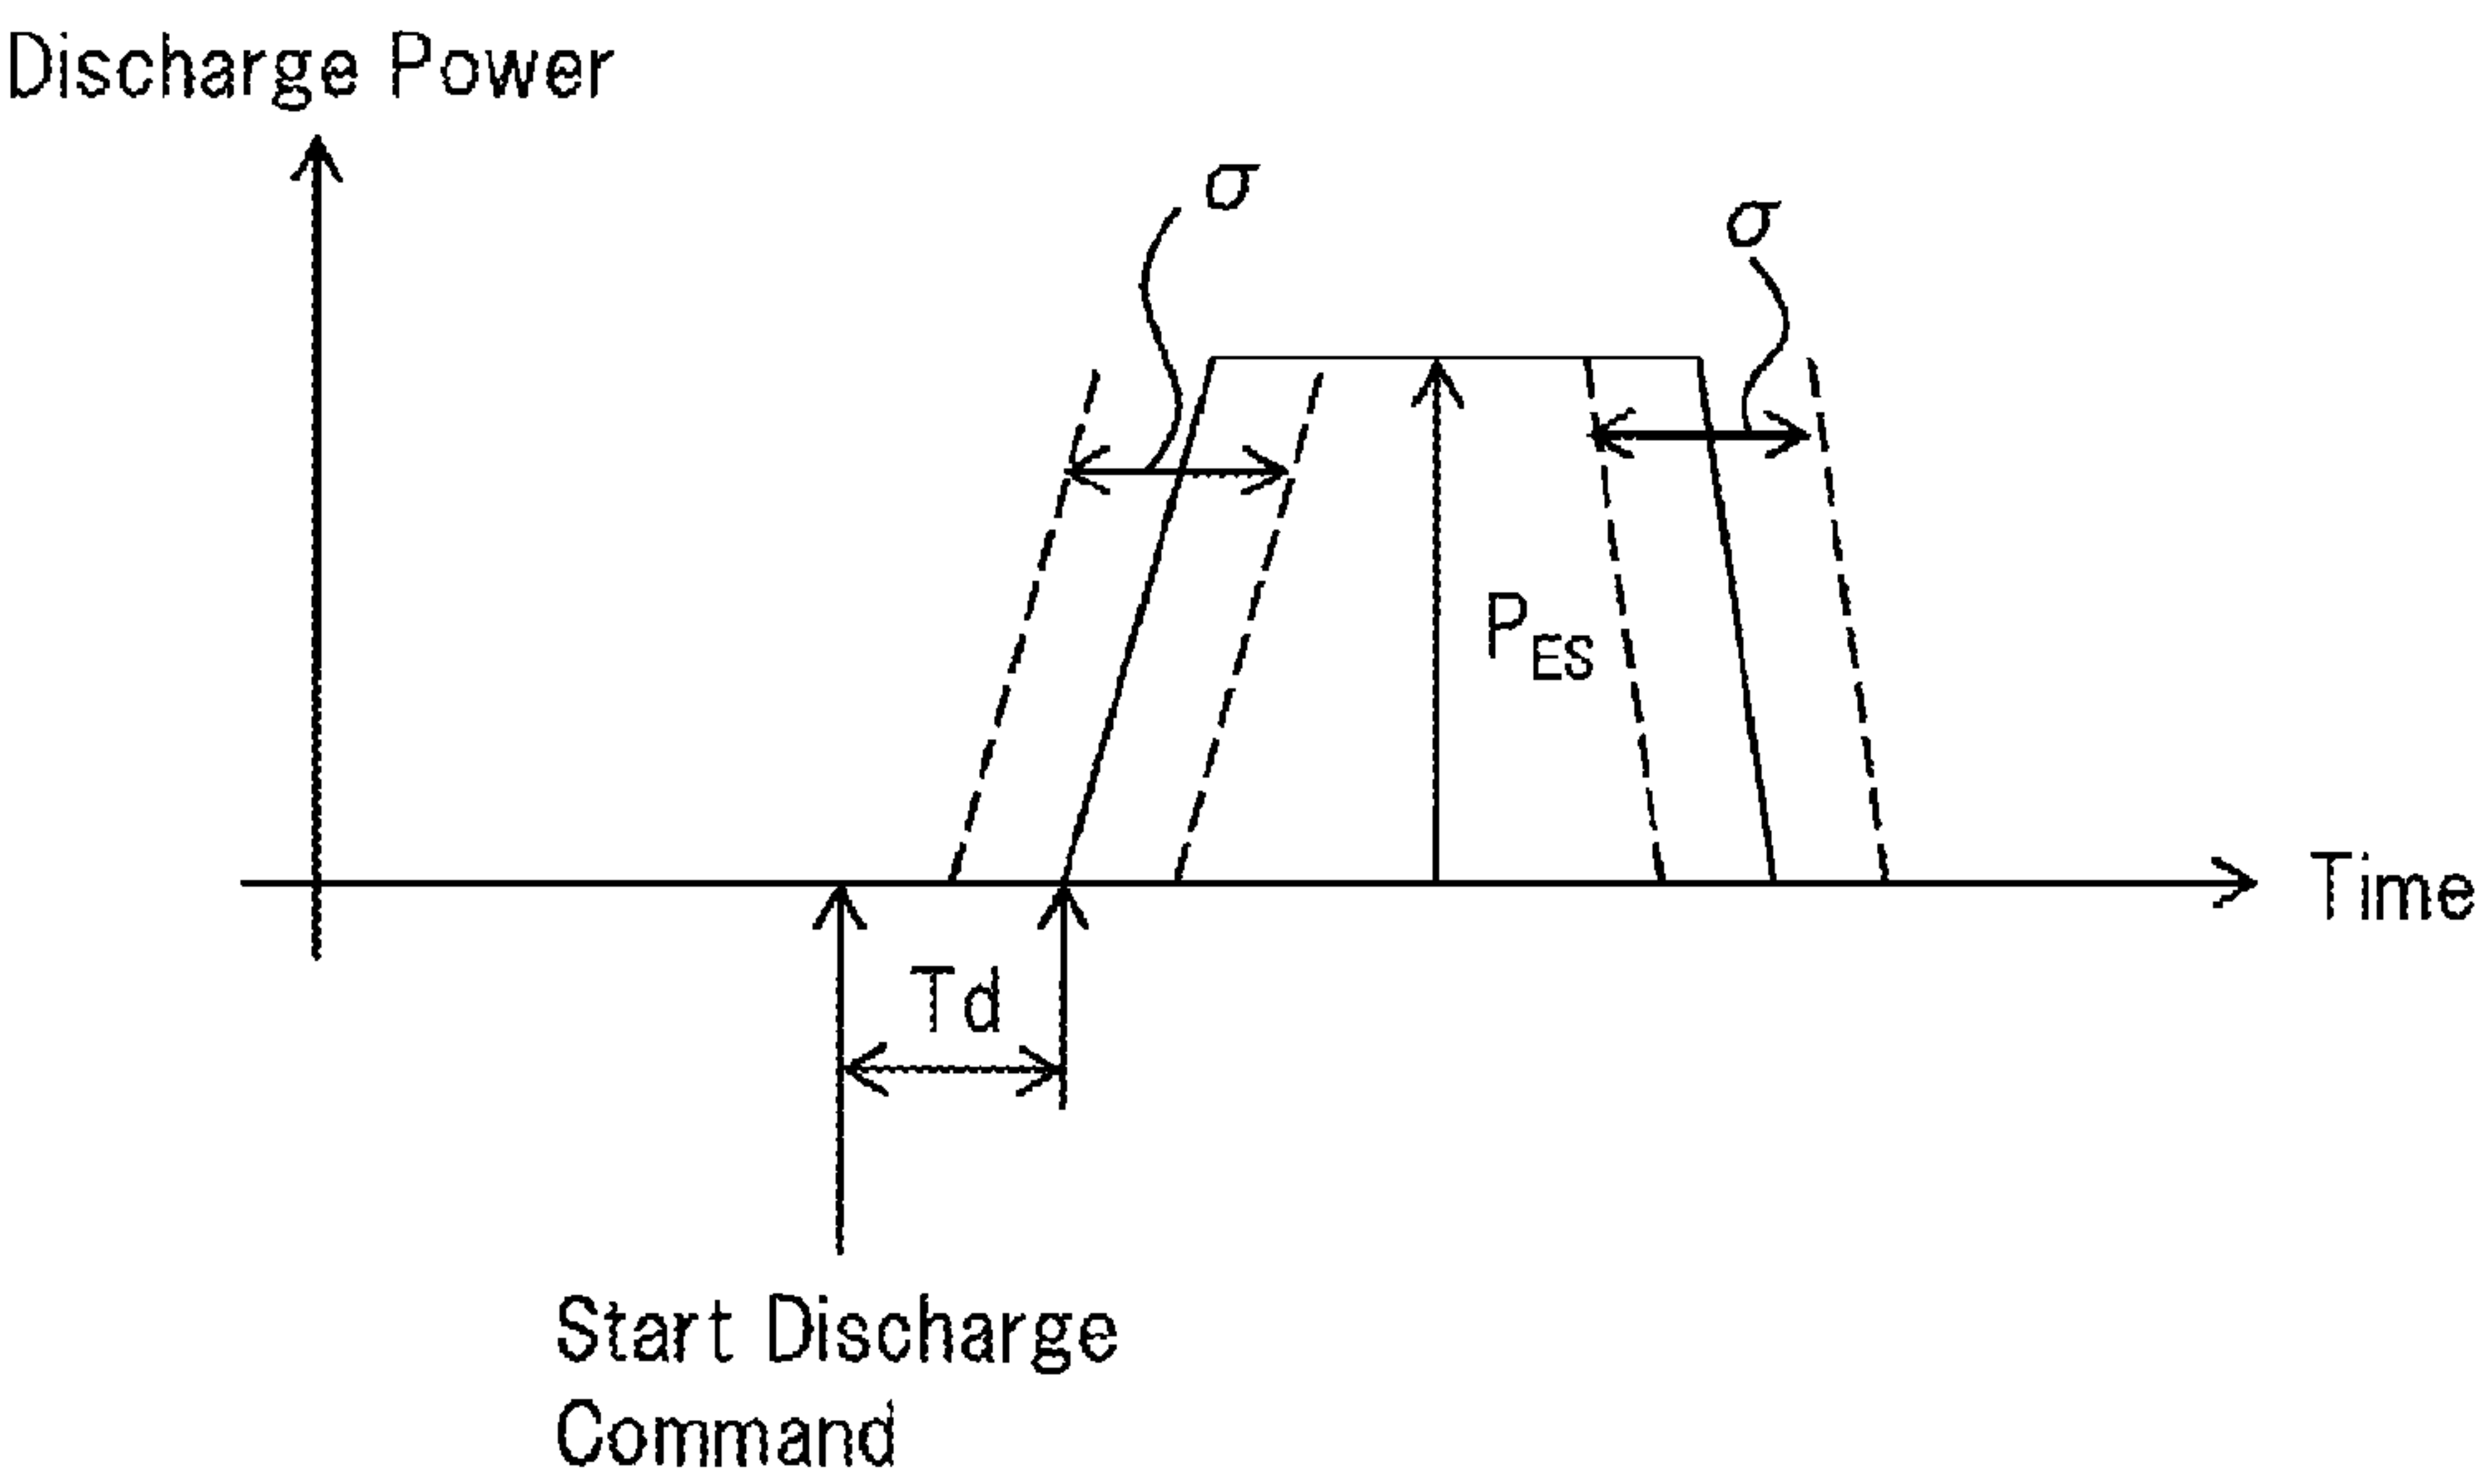 Discharge Power
σ
σ
P_ES
Time
Td
Start Discharge
Command